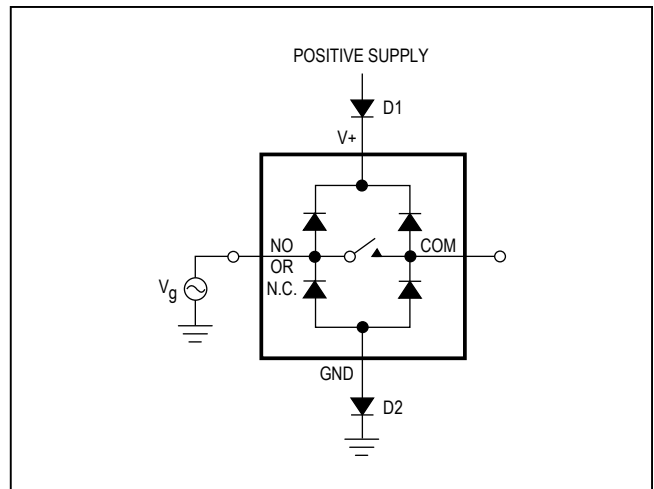 POSITIVE SUPPLY
D1
V+
NO
OR
N.C.
COM
Vg
GND
D2